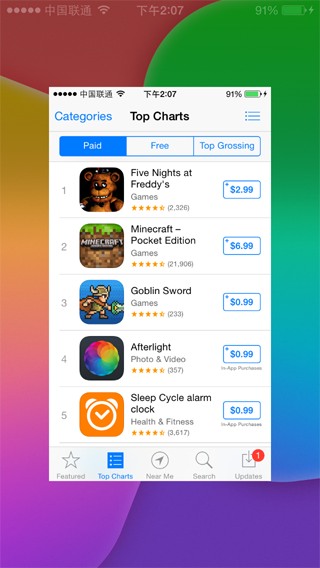 中国联通 下午2:07 91%
中国联通 下午2:07 91%
Categories Top Charts
Paid Free Top Grossing
1 Five Nights at Freddy's
Games
(2,326)
+ $2.99
2 MINECRAFT Minecraft – Pocket Edition
POCKET EDITION
Games
(21,906)
+ $6.99
3 Goblin Sword
Games
(233)
+ $0.99
4 Afterlight
Photo & Video
(357)
+ $0.99
In-App Purchases
5 Sleep Cycle alarm clock
Health & Fitness
(3,617)
+ $0.99
In-App Purchases
1
Featured Top Charts Near Me Search Updates